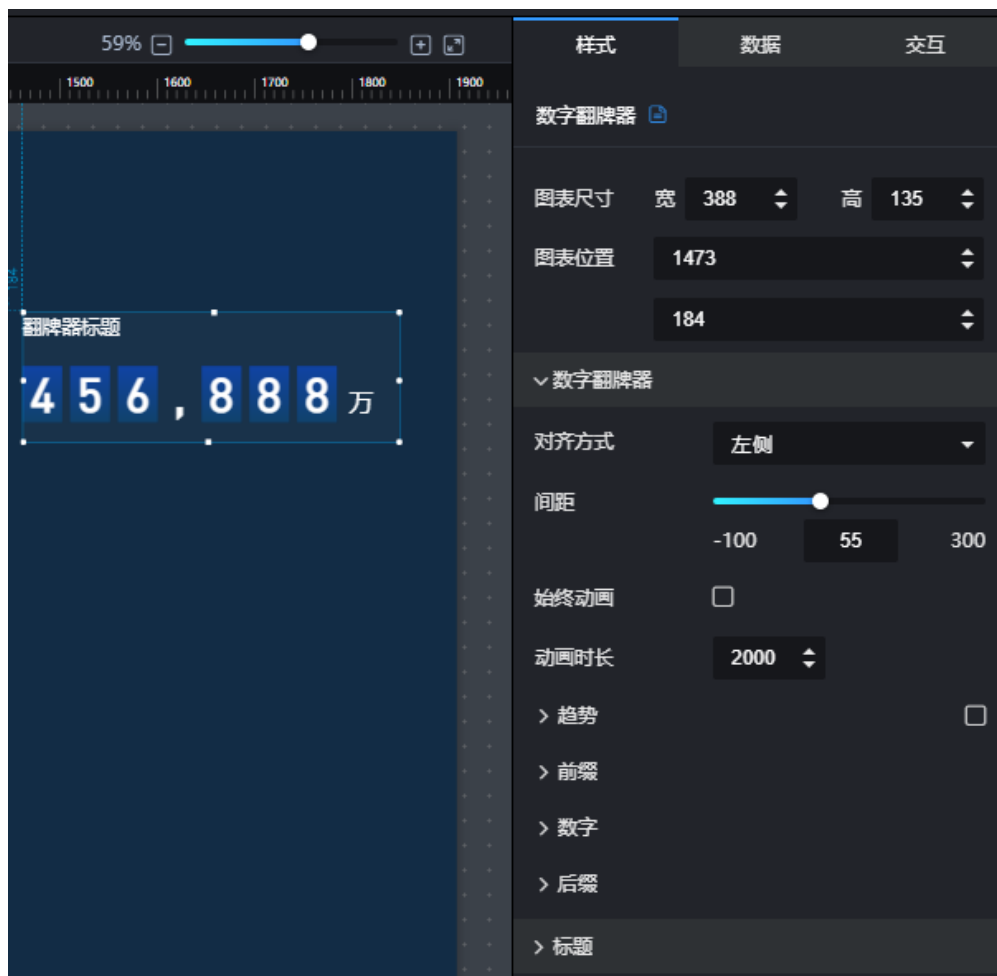 59%
样式 数据 交互
1500 1600 1700 1800 1900
数字翻牌器
图表尺寸 宽 388 高 135
图表位置 1473
184
184
翻牌器标题
数字翻牌器
456,888 万
对齐方式 左侧
间距
-100 55 300
始终动画
动画时长 2000
趋势
前缀
数字
后缀
标题